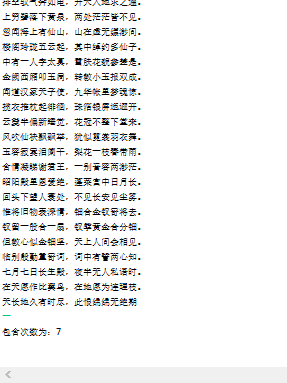 排空驭气奔如电，升天入地求之遍。
上穷碧落下黄泉，两处茫茫皆不见。
忽闻海上有仙山，山在虚无缥渺间。
楼阁玲珑五云起，其中绰约多仙子。
中有一人字太真，雪肤花貌参差是。
金阙西厢叩玉扃，转教小玉报双成。
闻道汉家天子使，九华帐里梦魂惊。
揽衣推枕起徘徊，珠箔银屏迤逦开。
云鬓半偏新睡觉，花冠不整下堂来。
风吹仙袂飘飘举，犹似霓裳羽衣舞。
玉容寂寞泪阑干，梨花一枝春带雨。
含情凝睇谢君王，一别音容两渺茫。
昭阳殿里恩爱绝，蓬莱宫中日月长。
回头下望人寰处，不见长安见尘雾。
惟将旧物表深情，钿合金钗寄将去。
钗留一股合一扇，钗擘黄金合分钿。
但教心似金钿坚，天上人间会相见。
临别殷勤重寄词，词中有誓两心知。
七月七日长生殿，夜半无人私语时。
在天愿作比翼鸟，在地愿为连理枝。
天长地久有时尽，此恨绵绵无绝期
一
包含次数为：7